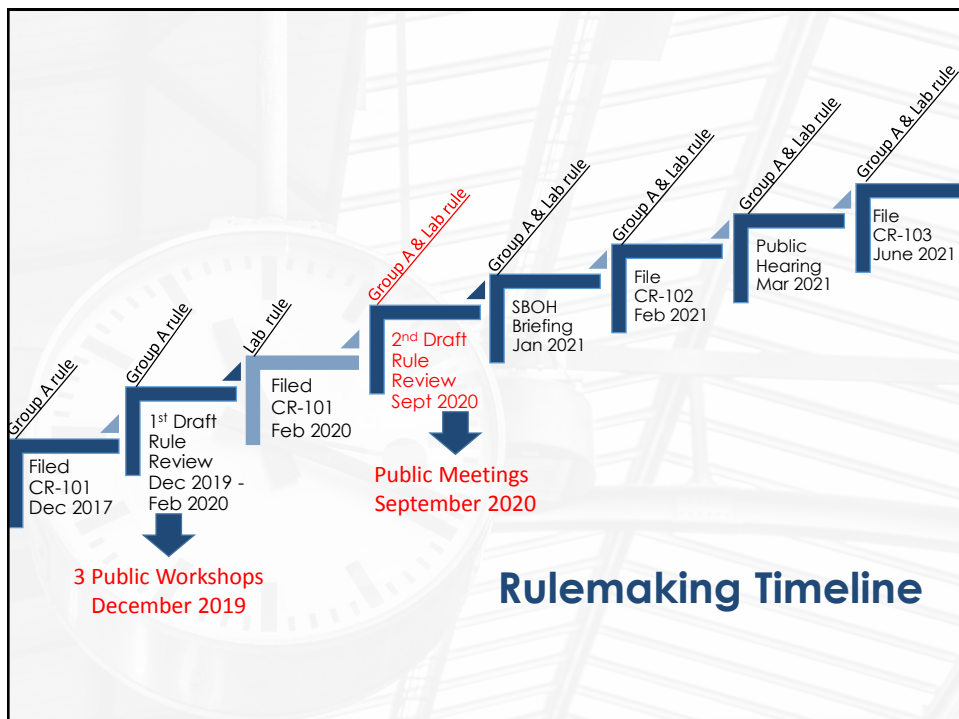 Group A rule
Filed
CR-101
Dec 2017
Group A rule
1st Draft
Rule
Review
Dec 2019 -
Feb 2020
3 Public Workshops
December 2019
Lab rule
Filed
CR-101
Feb 2020
Group A & Lab rule
2nd Draft
Rule
Review
Sept 2020
Public Meetings
September 2020
Group A & Lab rule
SBOH
Briefing
Jan 2021
Group A & Lab rule
File
CR-102
Feb 2021
Group A & Lab rule
Public
Hearing
Mar 2021
Group A & Lab rule
File
CR-103
June 2021
Rulemaking Timeline